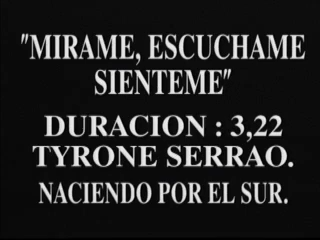 "MIRAME, ESCUCHAME
SIENTEME"
DURACION : 3,22
TYRONE SERRAO.
NACIENDO POR EL SUR.